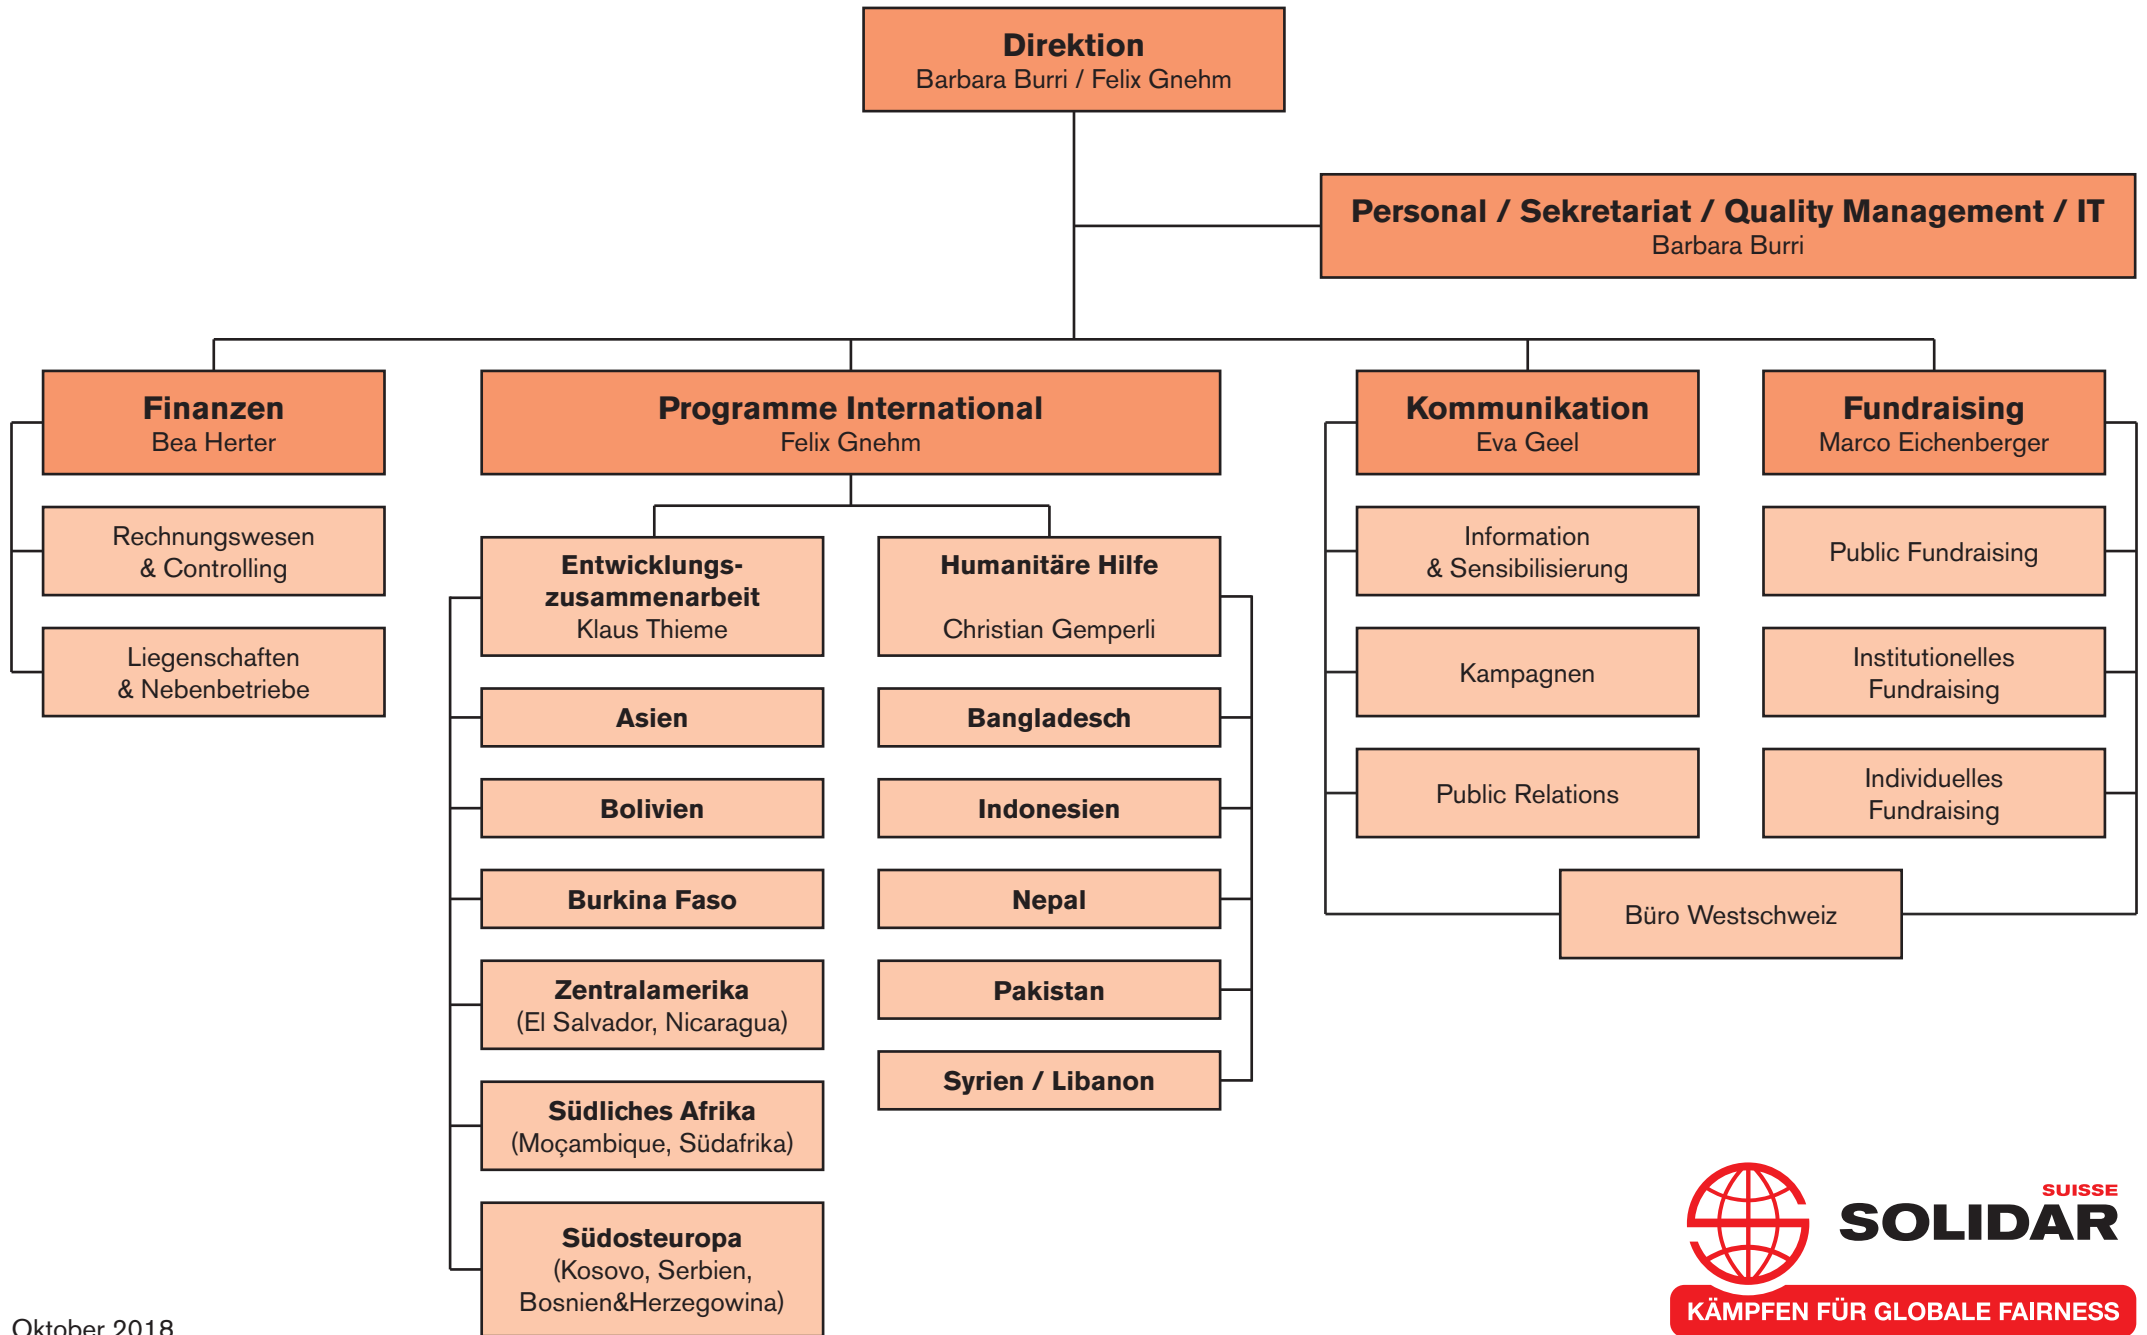 Direktion
Barbara Burri / Felix Gnehm
Personal / Sekretariat / Quality Management / IT
Barbara Burri
Finanzen
Bea Herter
Rechnungswesen
& Controlling
Liegenschaften
& Nebenbetriebe
Programme International
Felix Gnehm
Entwicklungs-
zusammenarbeit
Klaus Thieme
Asien
Bolivien
Burkina Faso
Zentralamerika
(El Salvador, Nicaragua)
Südliches Afrika
(Moçambique, Südafrika)
Südosteuropa
(Kosovo, Serbien,
Bosnien&Herzegowina)
Humanitäre Hilfe
Christian Gemperli
Bangladesch
Indonesien
Nepal
Pakistan
Syrien / Libanon
Kommunikation
Eva Geel
Information
& Sensibilisierung
Kampagnen
Public Relations
Fundraising
Marco Eichenberger
Public Fundraising
Institutionelles
Fundraising
Individuelles
Fundraising
Büro Westschweiz
Oktober 2018
SUISSE
SOLIDAR
KÄMPFEN FÜR GLOBALE FAIRNESS